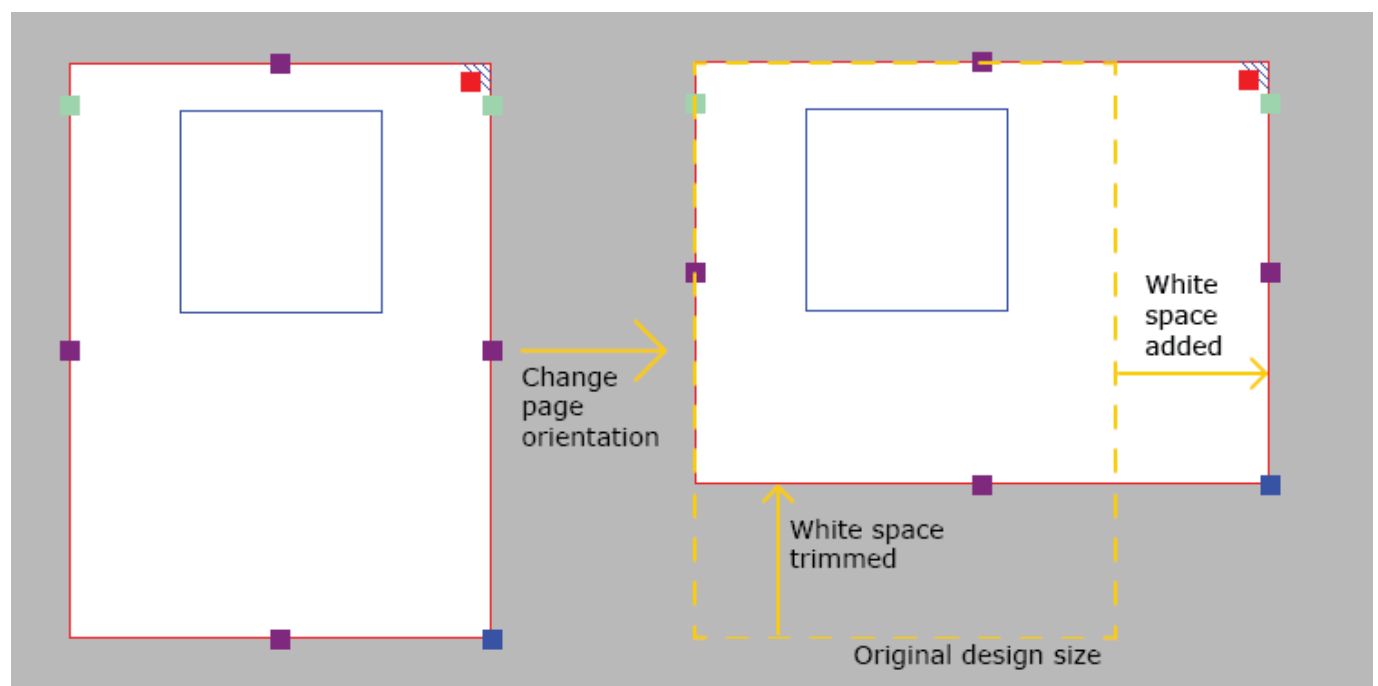 Change
page
orientation
White
space
added
White space
trimmed
Original design size